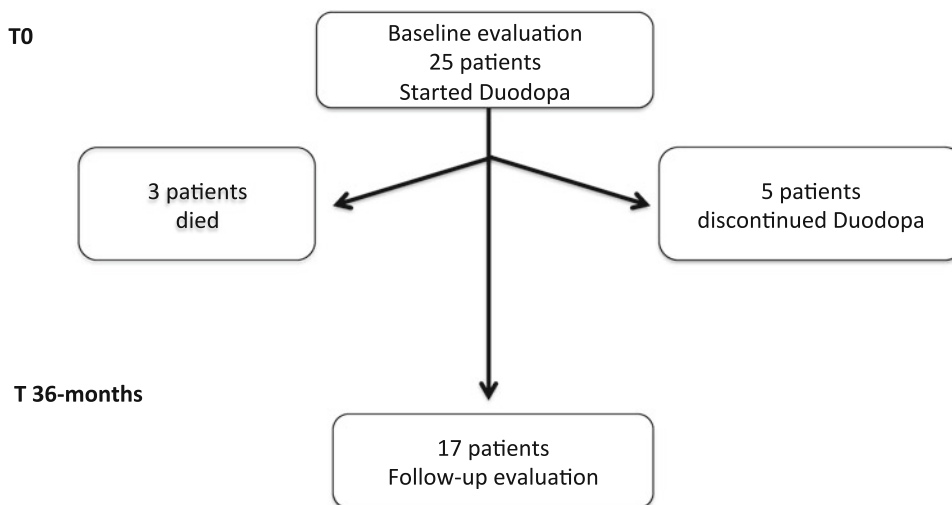 T0
Baseline evaluation
25 patients
Started Duodopa
3 patients
died
5 patients
discontinued Duodopa
T 36-months
17 patients
Follow-up evaluation